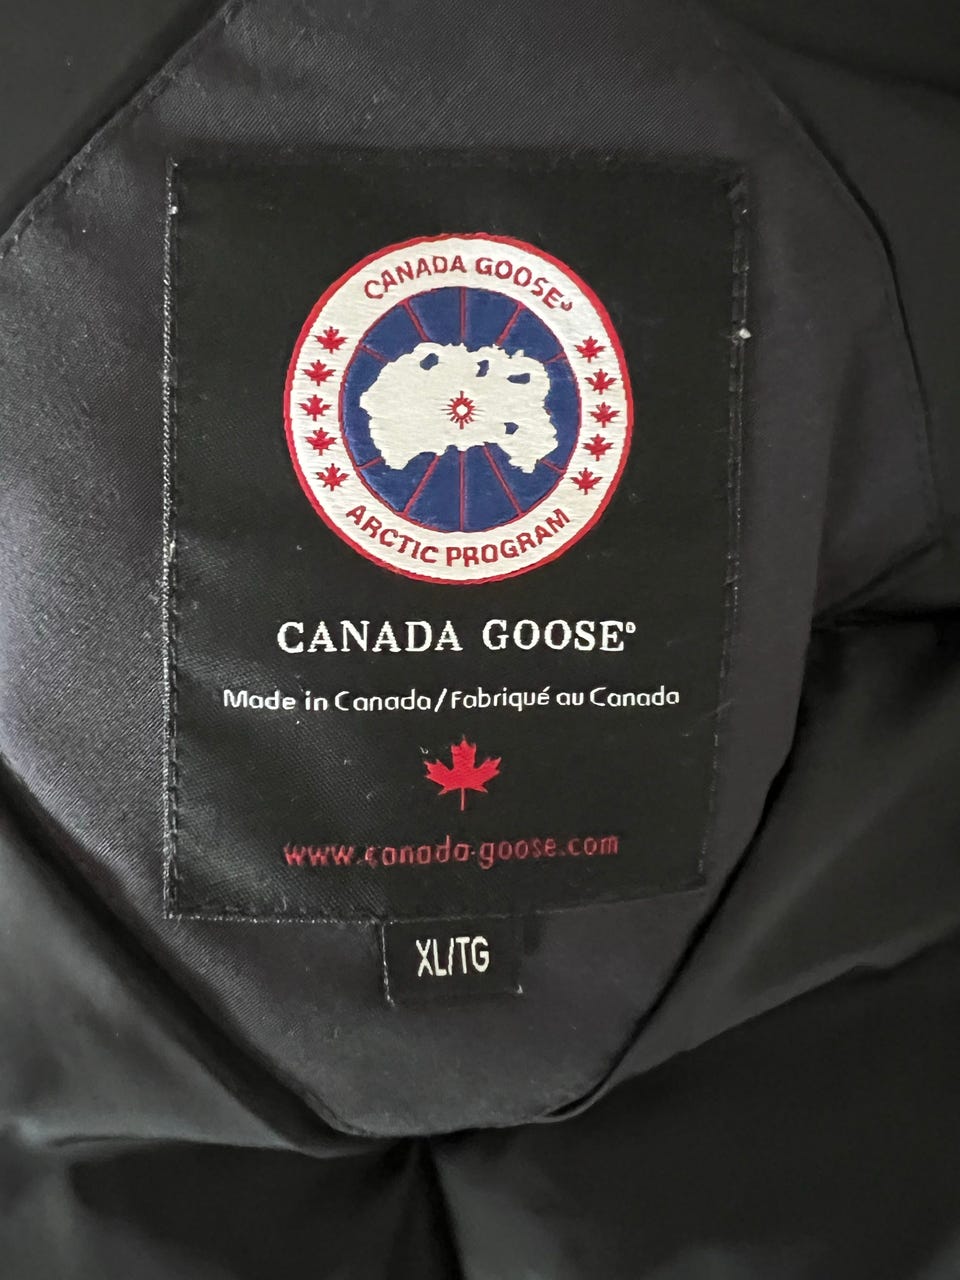 CANADA GOOSE®
ARCTIC PROGRAM
CANADA GOOSE®
Made in Canada/Fabriqué au Canada
www.canada-goose.com
XL/TG